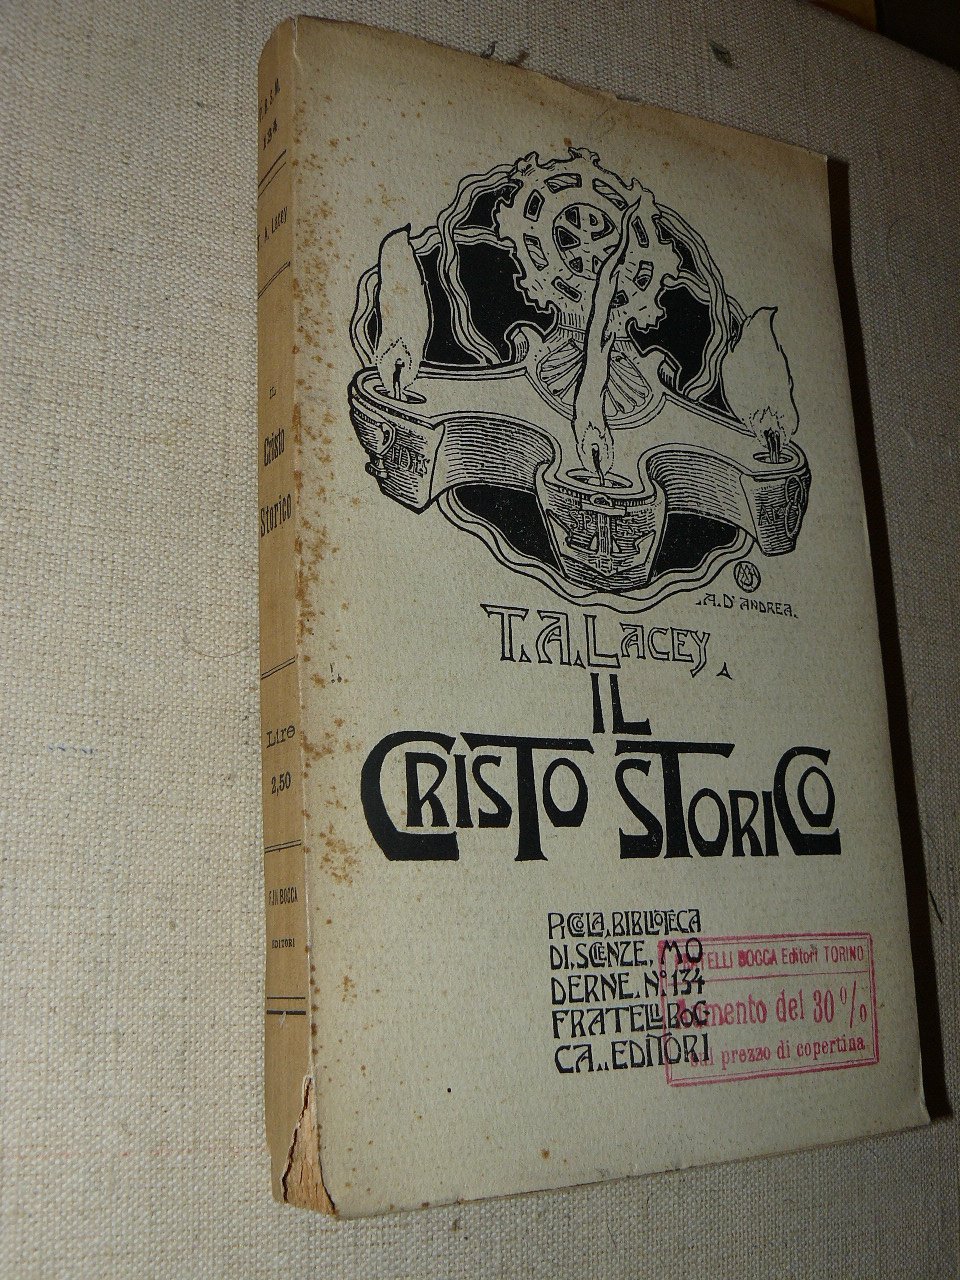 134
A. Lacey
IL
Cristo
Storico
Lire
2,50
F.lli BOCCA
EDITORI
FIDES
SPES
A. D'ANDREA.
T. A. LACEY.
IL
CRISTO STORICO
PICCOLA. BIBLIOTECA
DI. SCIENZE. MO
DERNE. N.º 134
FRATELLI BOC-
CA.. EDITORI
FRATELLI BOCCA Editori TORINO
Aumento del 30 %
sul prezzo di copertina